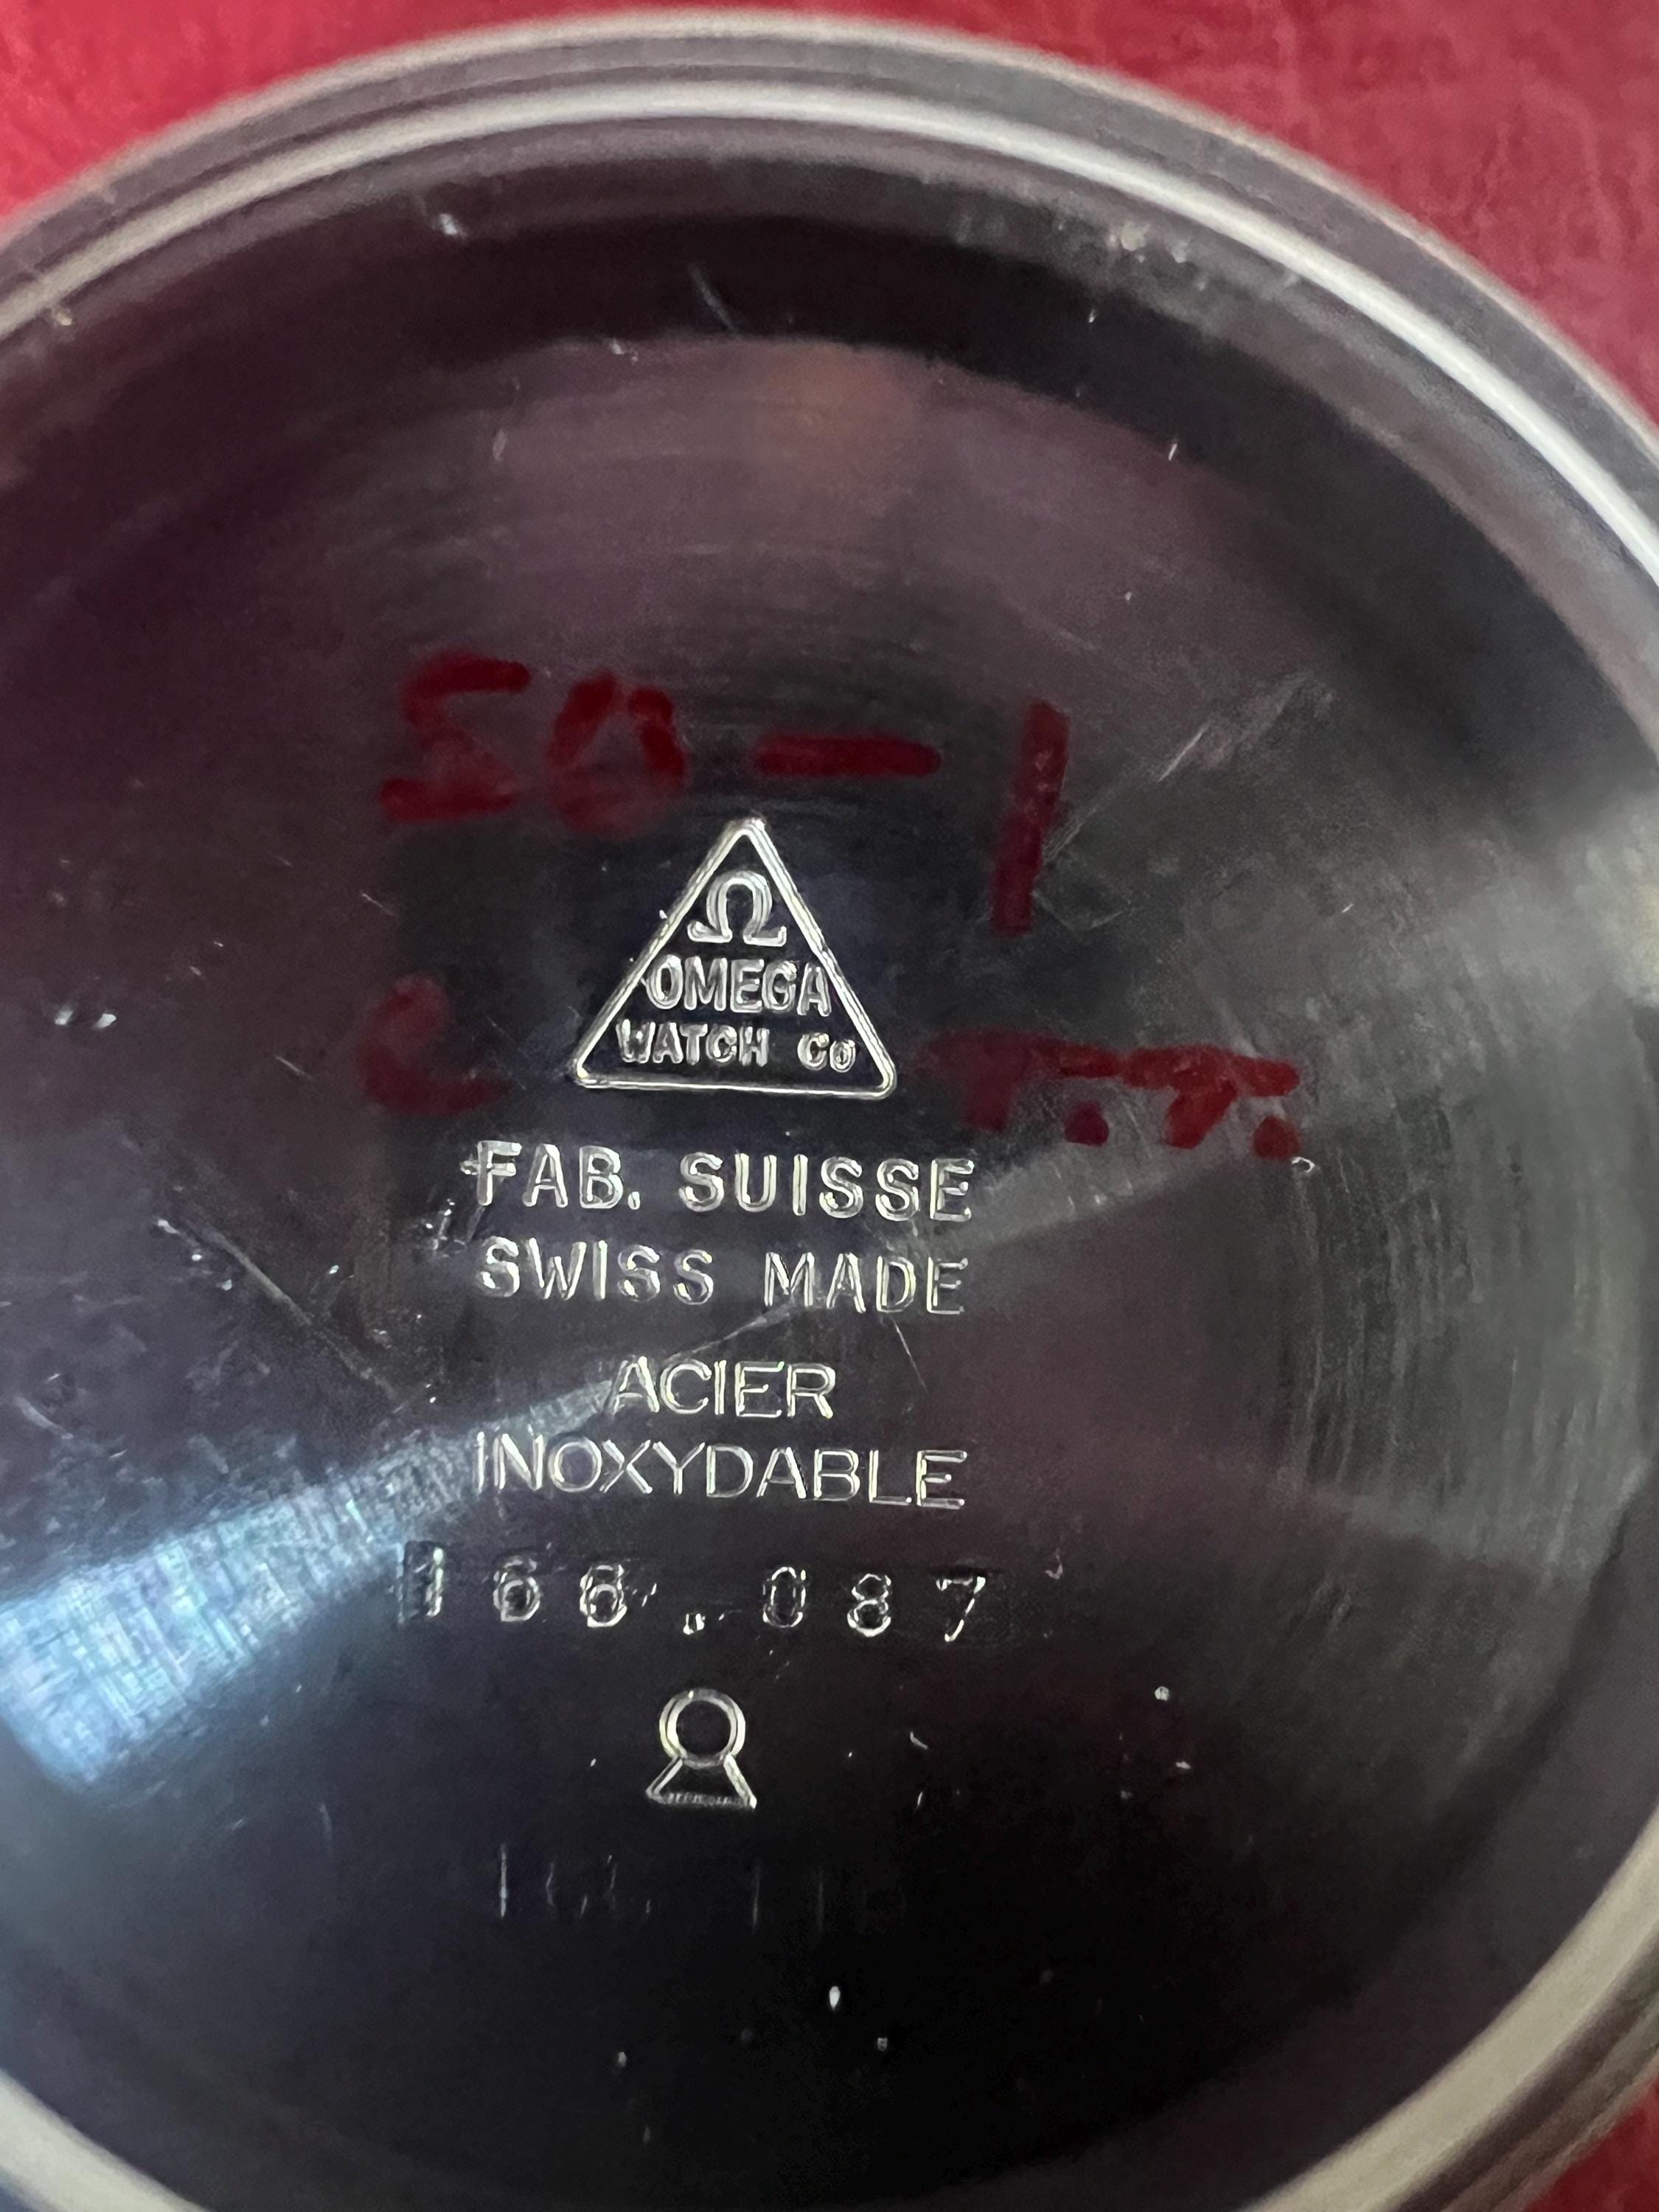 50-1
Ω
OMEGA
WATCH Co
C T.T.
FAB. SUISSE
SWISS MADE
ACIER
INOXYDABLE
166.087